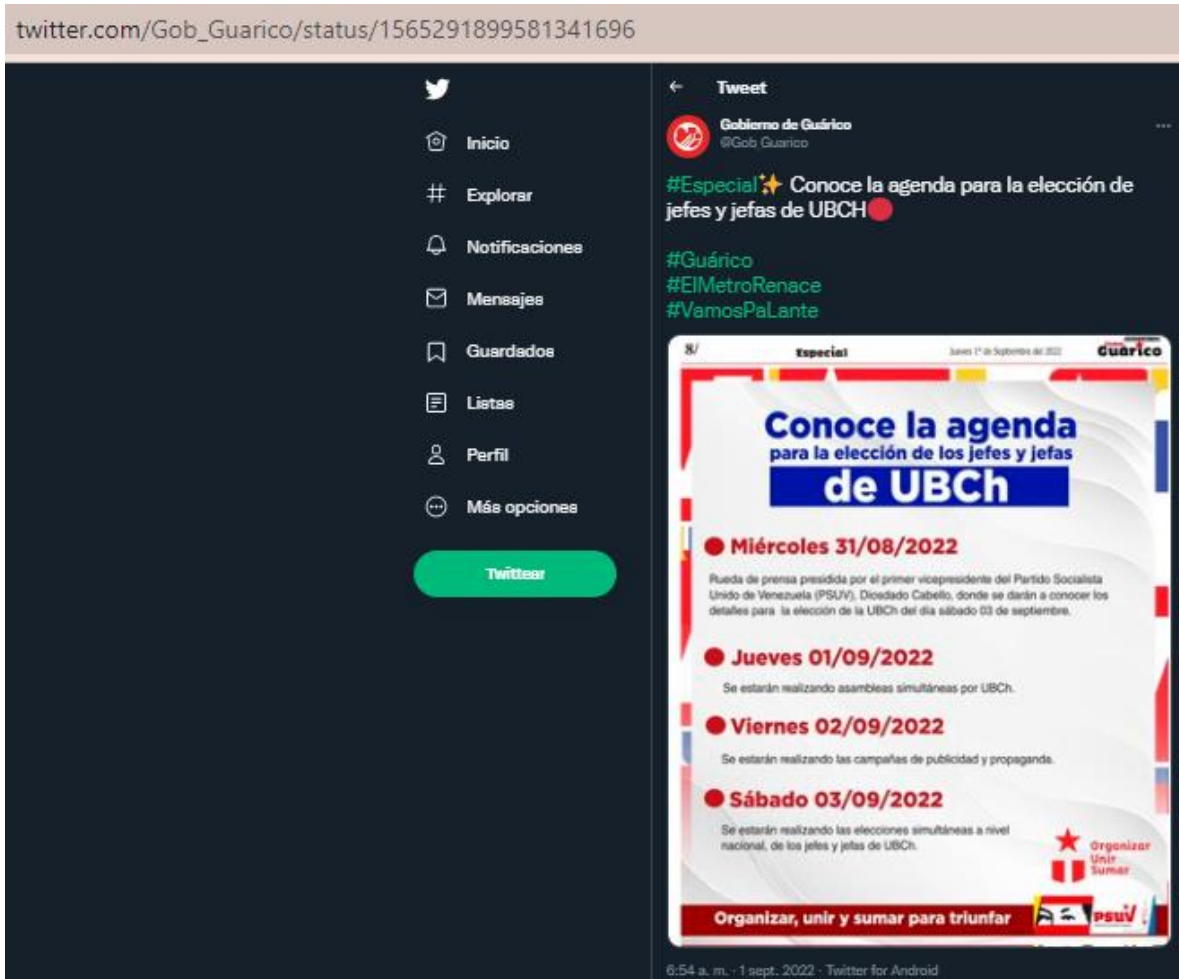 twitter.com/Gob_Guarico/status/1565291899581341696
Inicio
Explorar
Notificaciones
Mensajes
Guardados
Listas
Perfil
Más opciones
Twittear
Tweet
Gobierno de Guárico
@Gob_Guarico
#Especial✨ Conoce la agenda para la elección de
jefes y jefas de UBCH🔴
#Guárico
#ElMetroRenace
#VamosPaLante
8/ Especial Jueves 1° de Septiembre del 2022 Guárico
Conoce la agenda
para la elección de los jefes y jefas
de UBCh
Miércoles 31/08/2022
Rueda de prensa presidida por el primer vicepresidente del Partido Socialista
Unido de Venezuela (PSUV), Diosdado Cabello, donde se darán a conocer los
detalles para la elección de la UBCh del día sábado 03 de septiembre.
Jueves 01/09/2022
Se estarán realizando asambleas simultáneas por UBCh.
Viernes 02/09/2022
Se estarán realizando las campañas de publicidad y propaganda.
Sábado 03/09/2022
Se estarán realizando las elecciones simultáneas a nivel
nacional, de los jefes y jefas de UBCh.
Organizar
Unir
Sumar
Organizar, unir y sumar para triunfar
PSUV
6:54 a. m. · 1 sept. 2022 · Twitter for Android